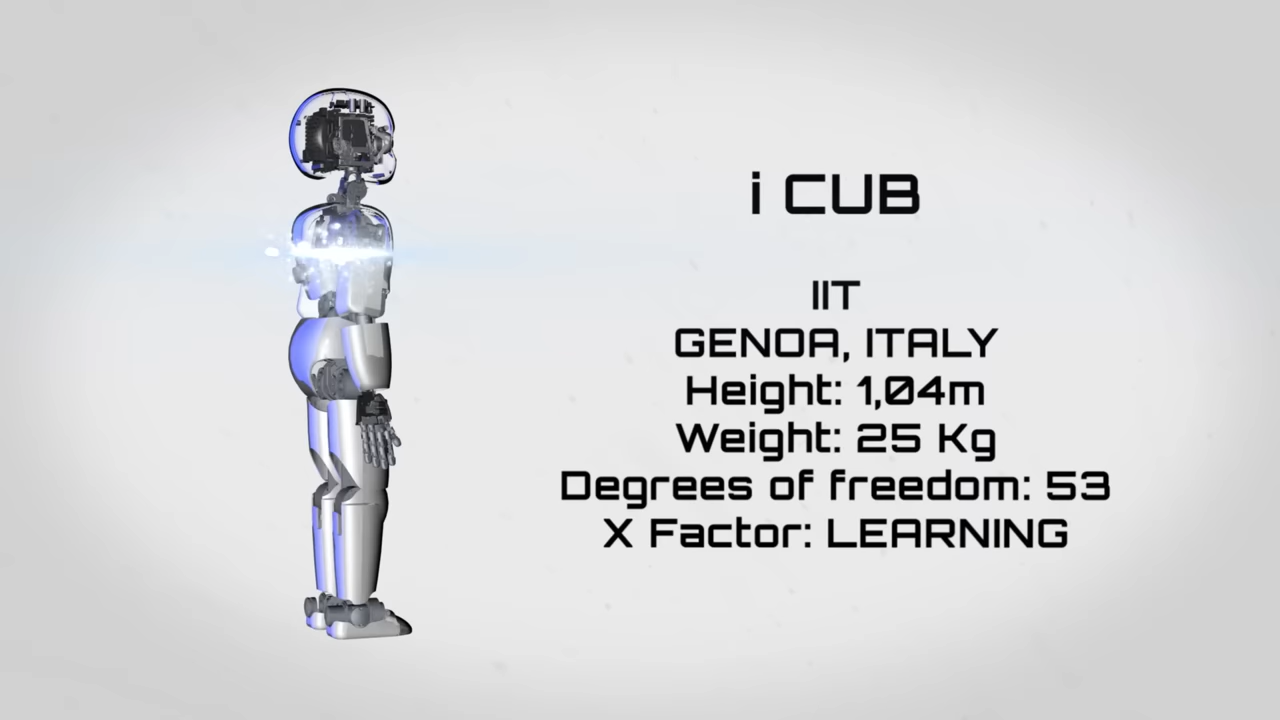 i CUB
IIT
GENOA, ITALY
Height: 1,04m
Weight: 25 Kg
Degrees of freedom: 53
X Factor: LEARNING